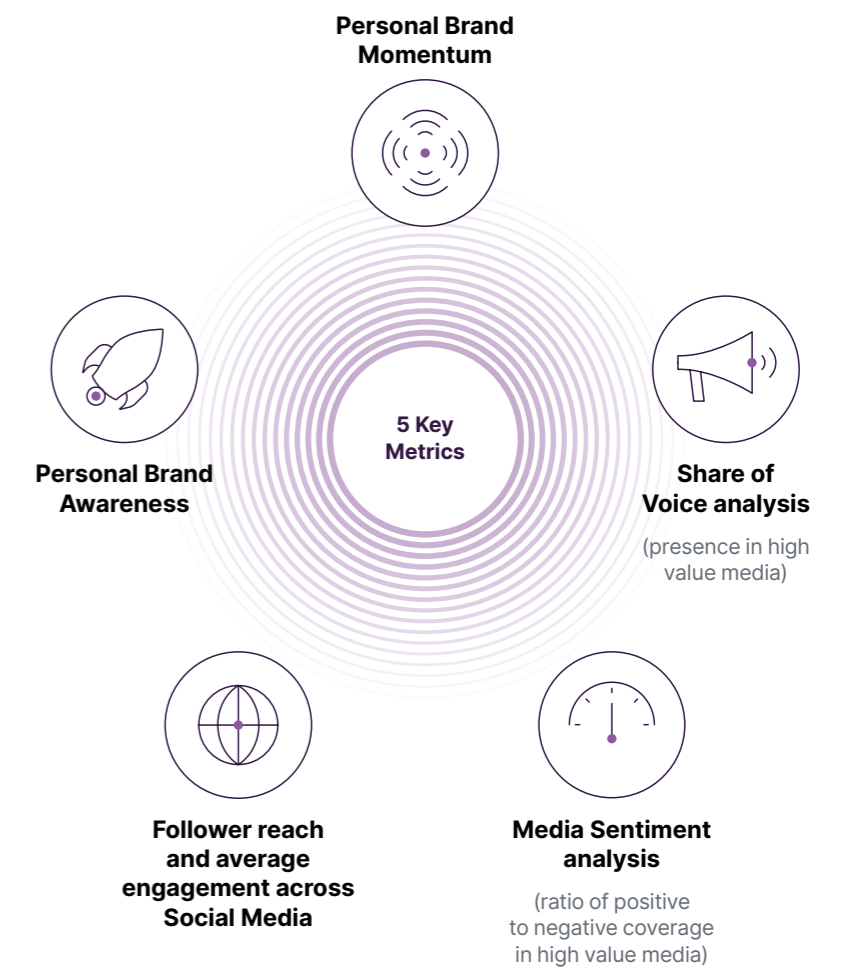 Personal Brand
Momentum
5 Key
Metrics
Personal Brand
Awareness
Share of
Voice analysis
(presence in high
value media)
Follower reach
and average
engagement across
Social Media
Media Sentiment
analysis
(ratio of positive
to negative coverage
in high value media)